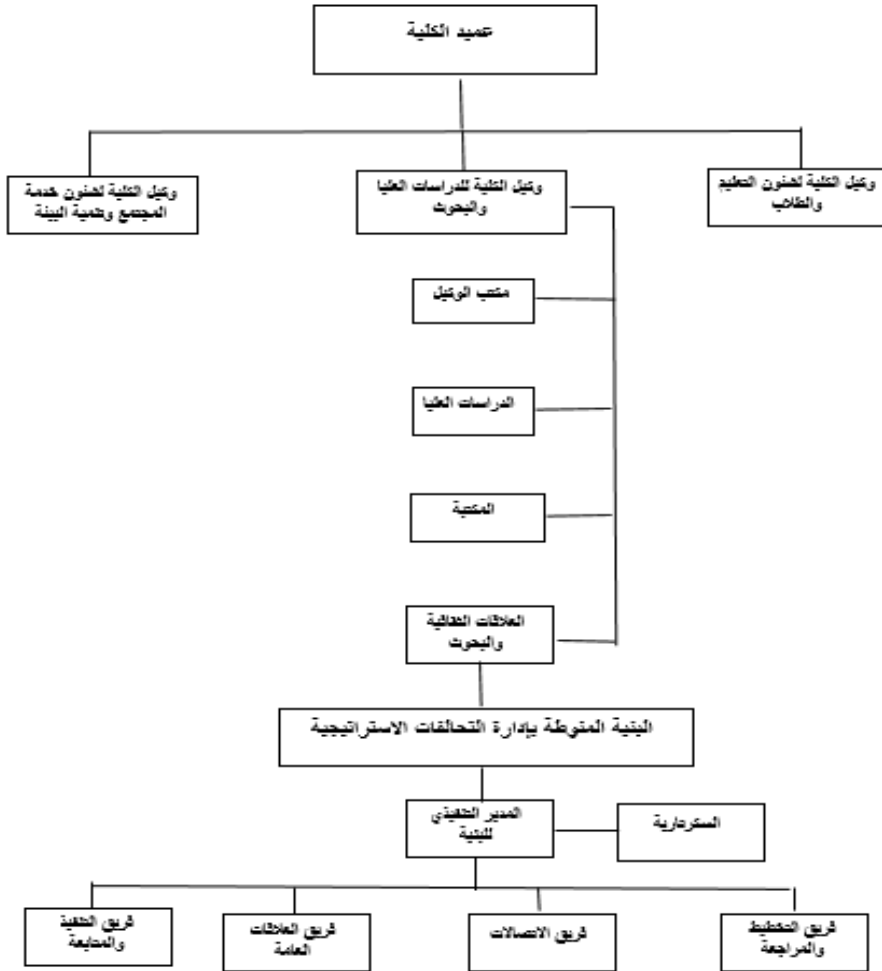 عميد الكلية
وكيل الكلية لشئون التعليم
والطلاب
وكيل الكلية للدراسات العليا
والبحوث
وكيل الكلية لشئون خدمة
المجتمع وتنمية البيئة
مكتب الوكيل
الدراسات العليا
المكتبة
العلاقات الثقافية
والبحوث
البنية المنوطة بإدارة التحالفات الاستراتيجية
المدير التنفيذي
للبنية
السكرتارية
فريق التخطيط
والمراجعة
فريق الاتصالات
فريق العلاقات
العامة
فريق التنفيذ
والمتابعة